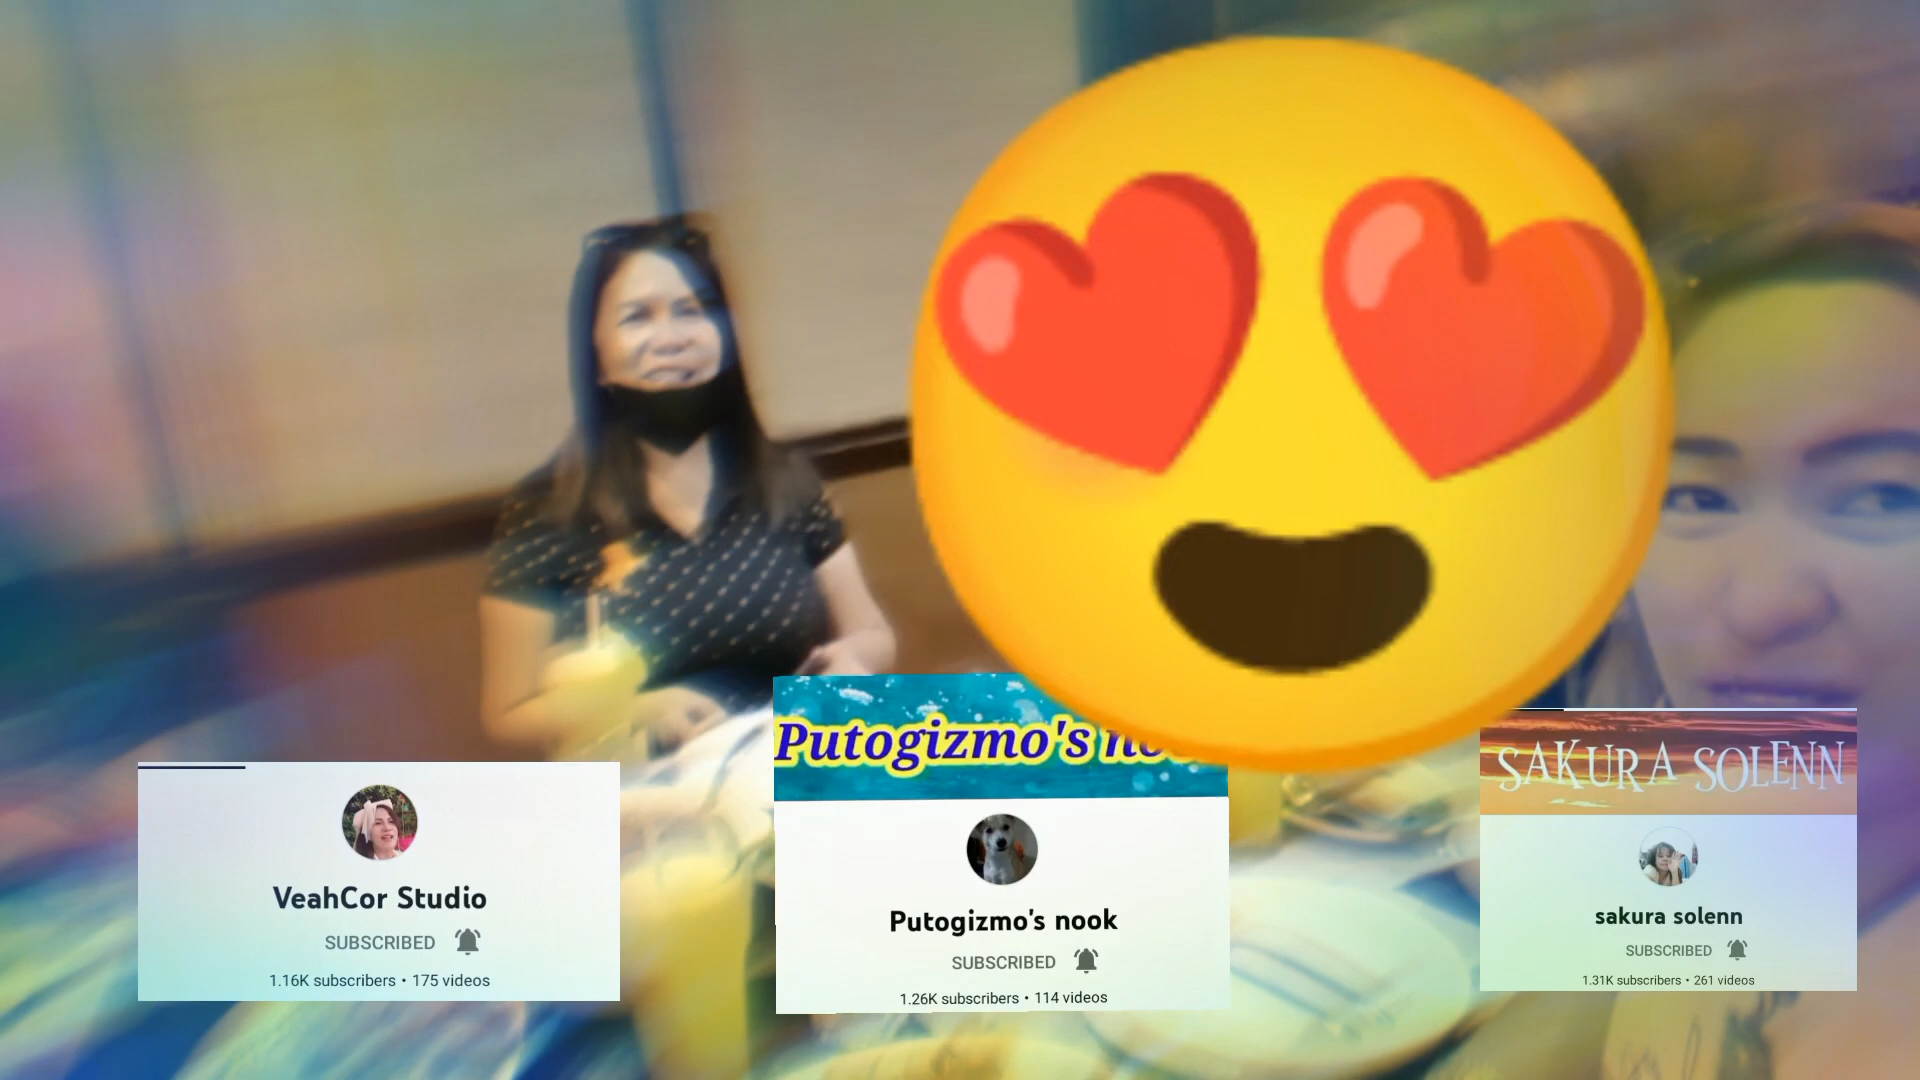 VeahCor Studio
SUBSCRIBED
1.16K subscribers • 175 videos
Putogizmo's
Putogizmo's nook
SUBSCRIBED
1.26K subscribers • 114 videos
SAKURA SOLENN
sakura solenn
SUBSCRIBED
1.31K subscribers • 261 videos